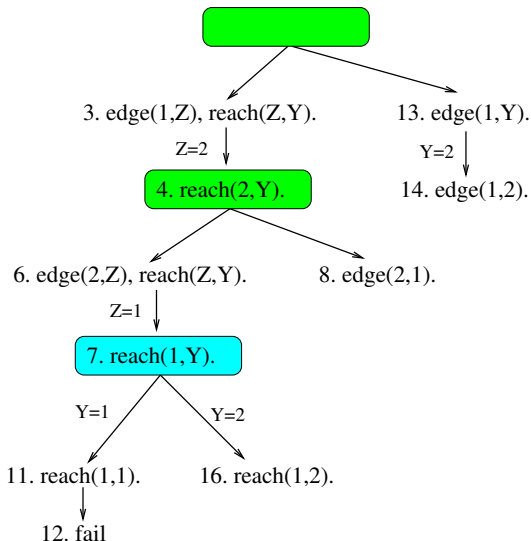 3. edge(1,Z), reach(Z,Y).
13. edge(1,Y).
Z=2
Y=2
4. reach(2,Y).
14. edge(1,2).
6. edge(2,Z), reach(Z,Y).
8. edge(2,1).
Z=1
7. reach(1,Y).
Y=1
Y=2
11. reach(1,1).
16. reach(1,2).
12. fail